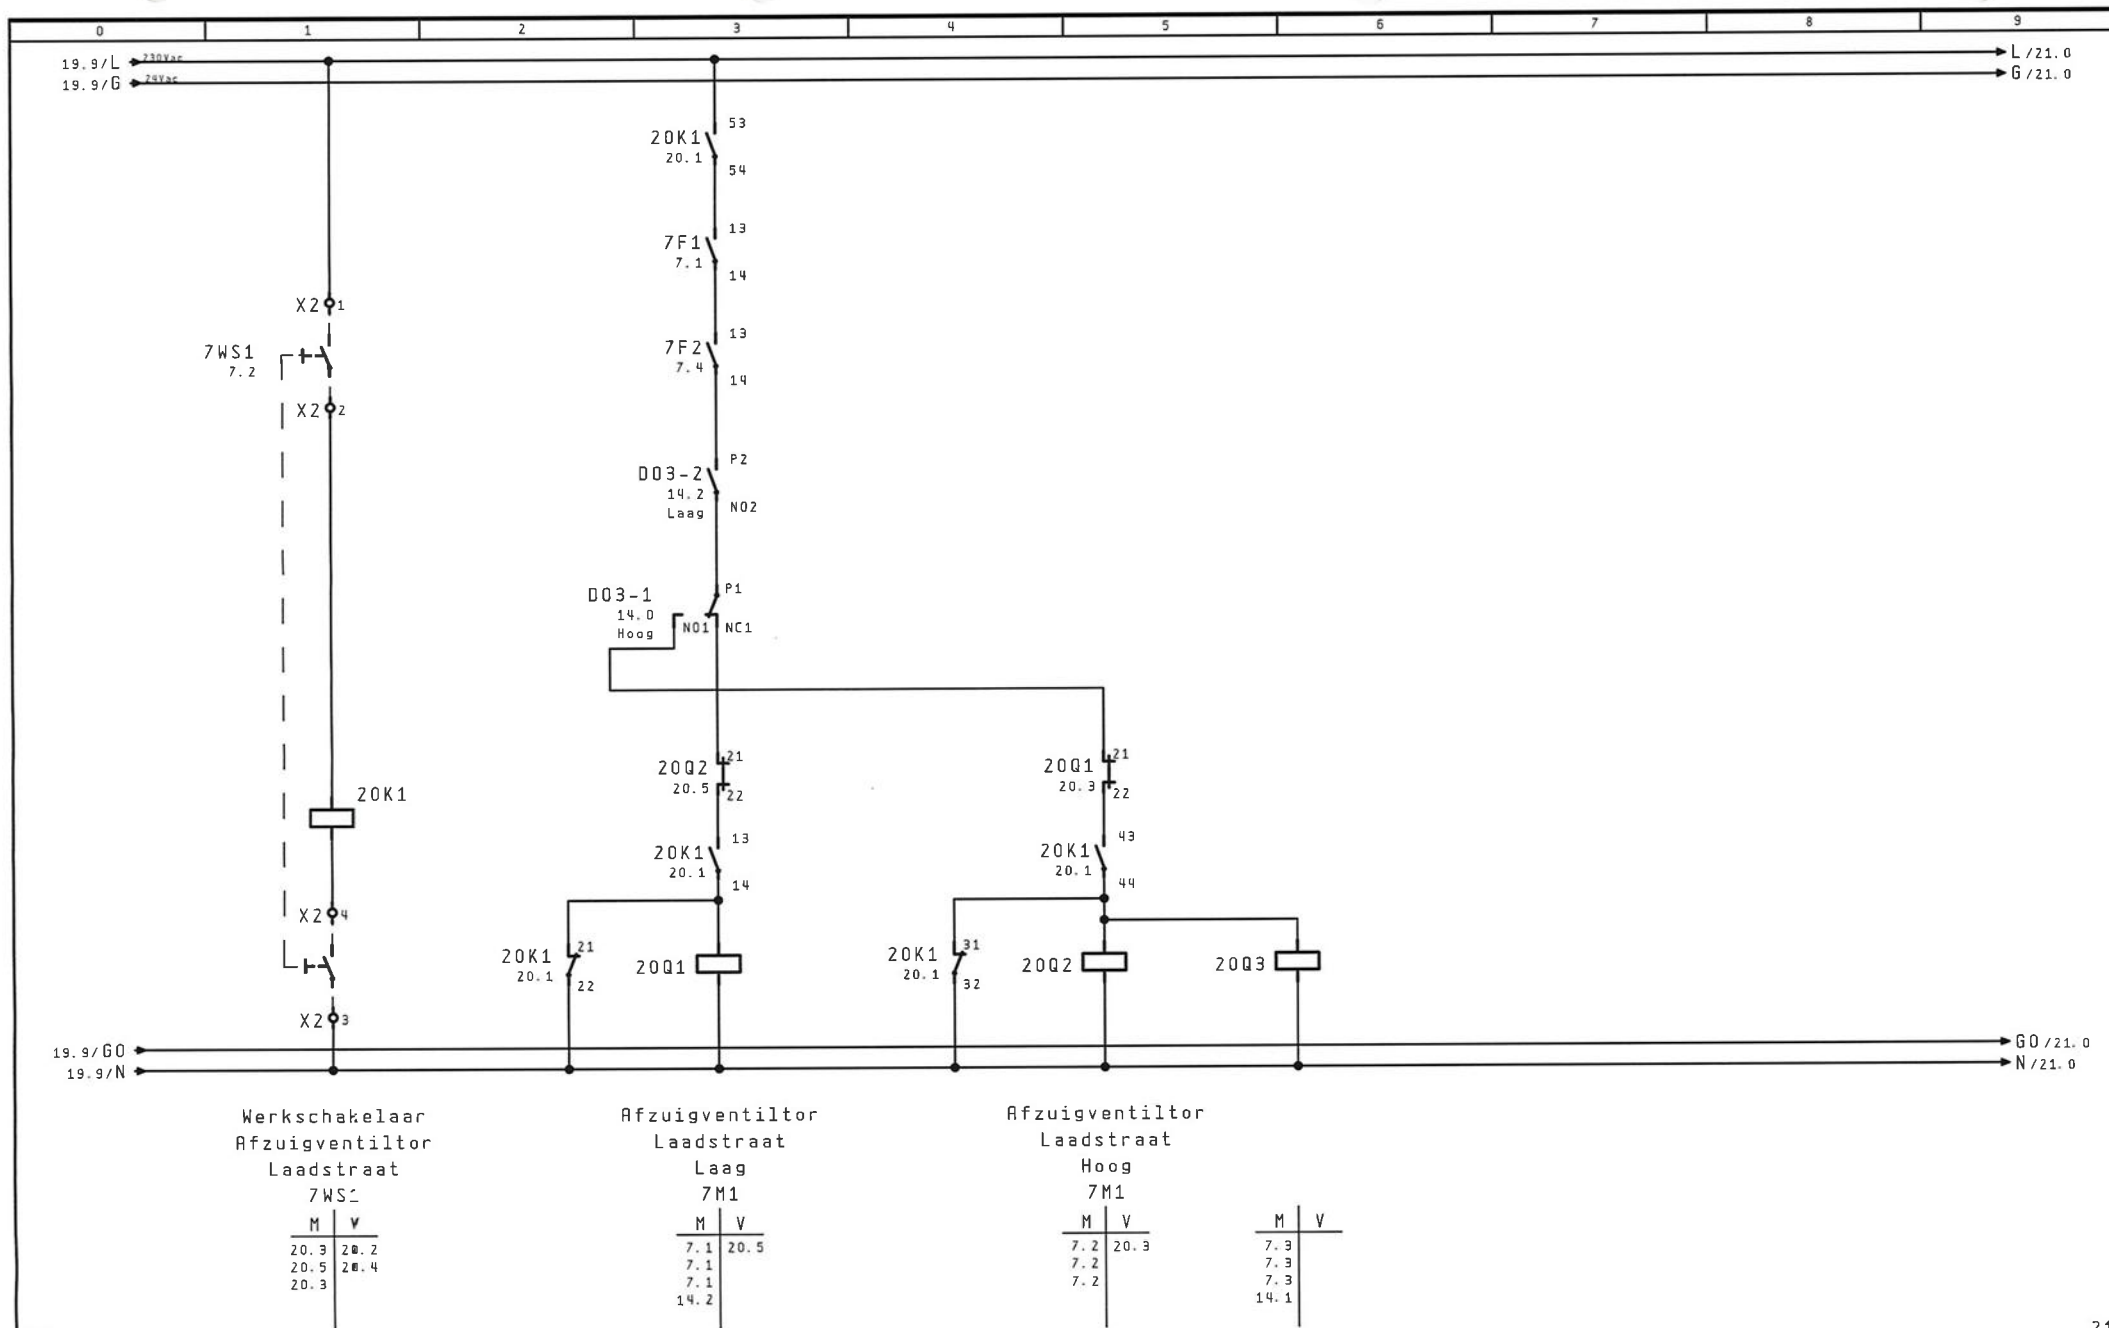 0 1 2 3 4 5 6 7 8 9
19.9/L 230Vac L/21.0
19.9/G 24Vac G/21.0
53
20K1
20.1
54
13
7F1
7.1
14
X2 1
13
7WS1
7.2
7F2
7.4
14
X2 2
P2
DO3-2
14.2
Laag
NO2
P1
DO3-1
14.0
Hoog
NO1 NC1
21
20Q2
20.5
22
21
20Q1
20.3
22
20K1
13
20K1
20.1
14
43
20K1
20.1
44
X2 4
21
20K1
20.1
22
20Q1
31
20K1
20.1
32
20Q2
20Q3
X2 3
19.9/GO GO/21.0
19.9/N N/21.0
Werkschakelaar
Afzuigventiltor
Laadstraat
Afzuigventiltor
Laadstraat
Laag
7M1
Afzuigventiltor
Laadstraat
Hoog
7M1
M V
20.3 20.2
20.5 20.4
20.3
M V
7.1 20.5
7.1
7.1
14.2
M V
7.2 20.3
7.2
7.2
M V
7.3
7.3
7.3
14.1